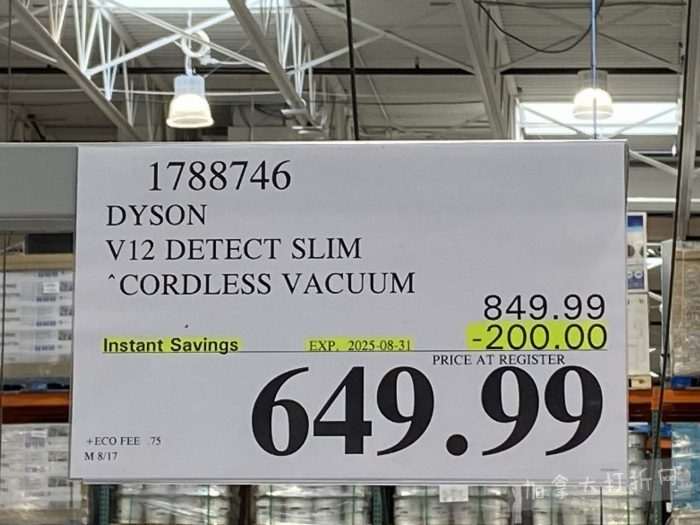 1788746
DYSON
V12 DETECT SLIM
^CORDLESS VACUUM
849.99
Instant Savings EXP. 2025-08-31 -200.00
PRICE AT REGISTER
649.99
+ECO FEE .75
M 8/17
加拿大打折网